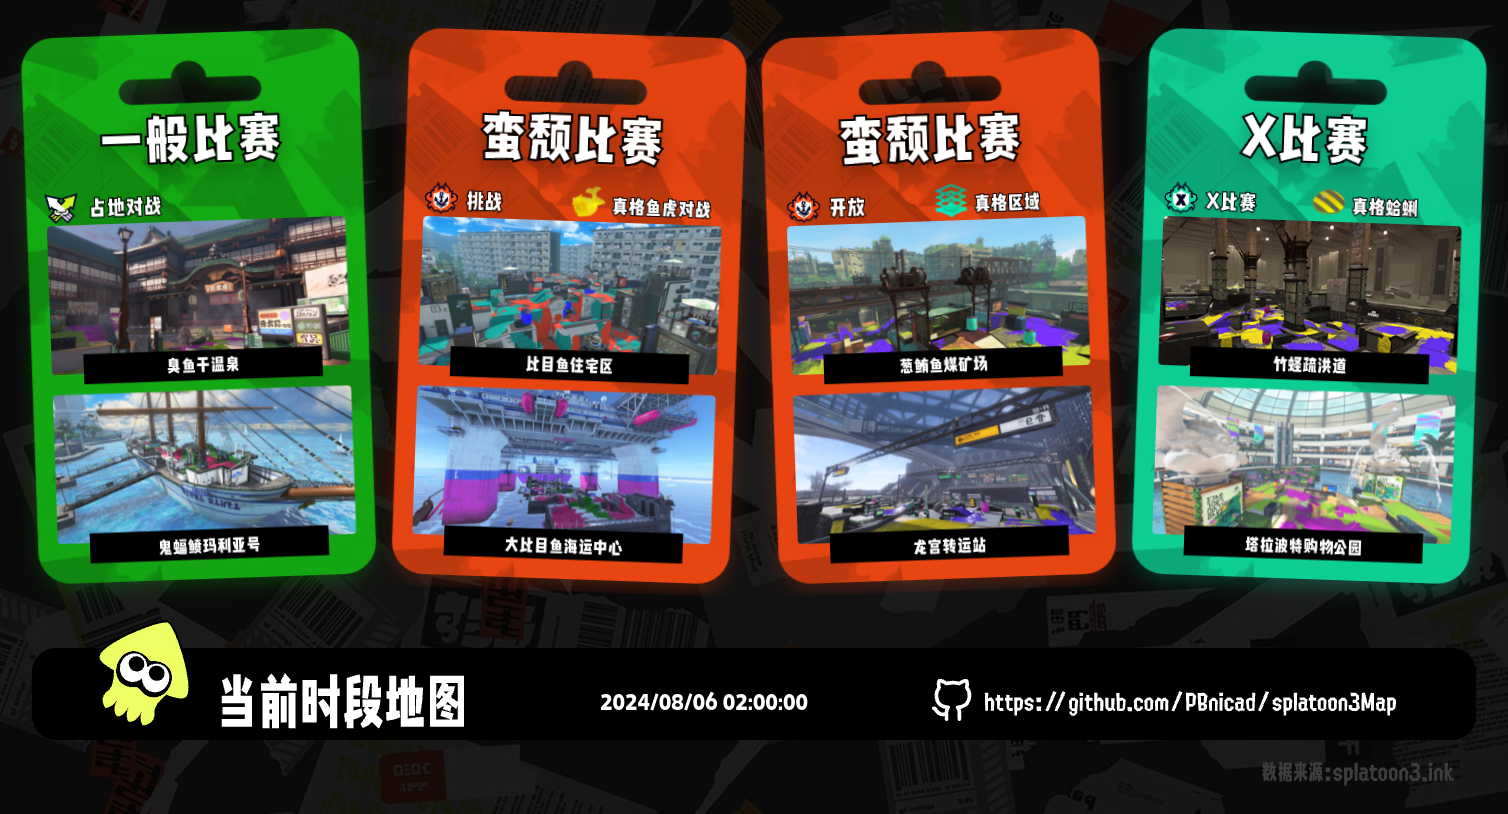 一般比赛
占地对战
臭鱼干温泉
鬼蝠鲼玛利亚号
蛮颓比赛
挑战
真格鱼虎对战
比目鱼住宅区
大比目鱼海运中心
蛮颓比赛
开放
真格区域
葱鲔鱼煤矿场
龙宫转运站
X比赛
X比赛
真格蛤蜊
竹蛏疏洪道
塔拉波特购物公园
当前时段地图
2024/08/06 02:00:00
https://github.com/PBnicad/splatoon3Map
数据来源:splatoon3.ink